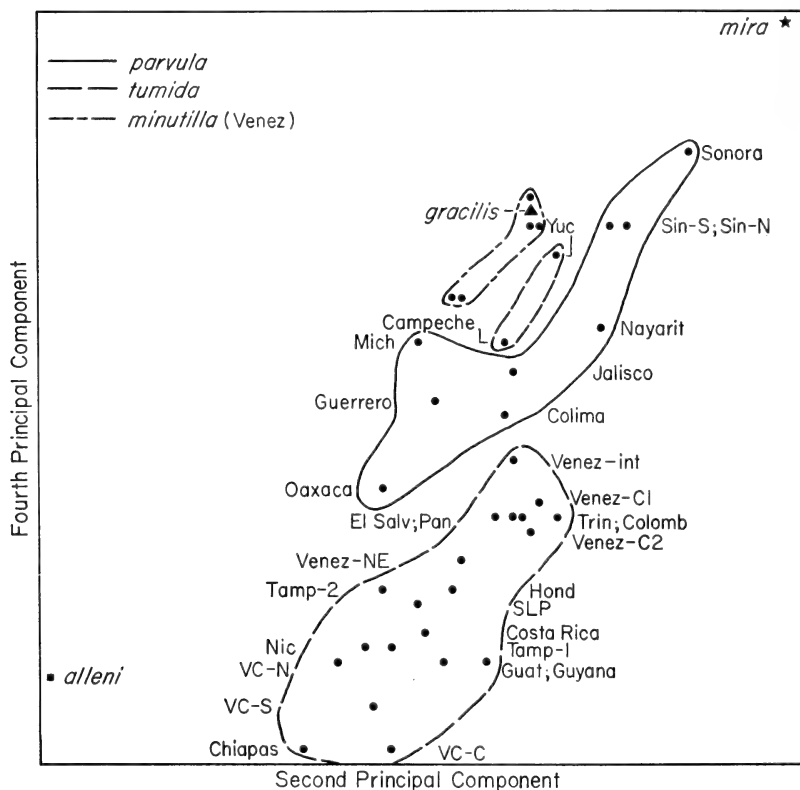 mira
parvula
tumida
minutilla (Venez)
Sonora
gracilis
Yuc
Sin-S; Sin-N
Campeche
Mich
Nayarit
Jalisco
Guerrero
Colima
Oaxaca
Venez-int
Venez-C1
El Salv; Pan
Trin; Colomb
Venez-C2
Venez-NE
Tamp-2
Hond
SLP
Costa Rica
Nic
Tamp-1
VC-N
Guat; Guyana
alleni
VC-S
Chiapas
VC-C
Fourth Principal Component
Second Principal Component